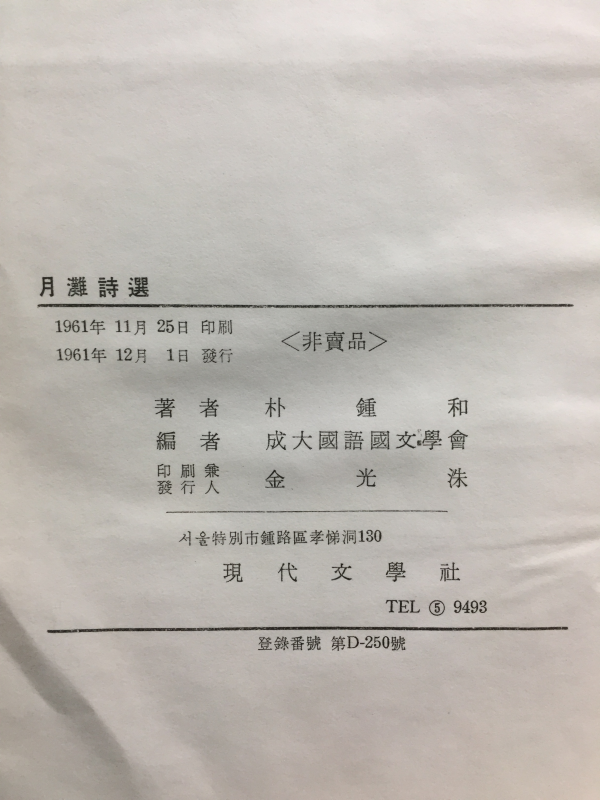 月灘詩選
1961年 11月 25日 印刷
1961年 12月 1日 發行
<非賣品>
著者 朴鍾和
編者 成大國語國文學會
印刷兼
發行人 金光洙
서울特別市鍾路區孝悌洞130
現代文學社
TEL ⑤ 9493
登錄番號 第D-250號